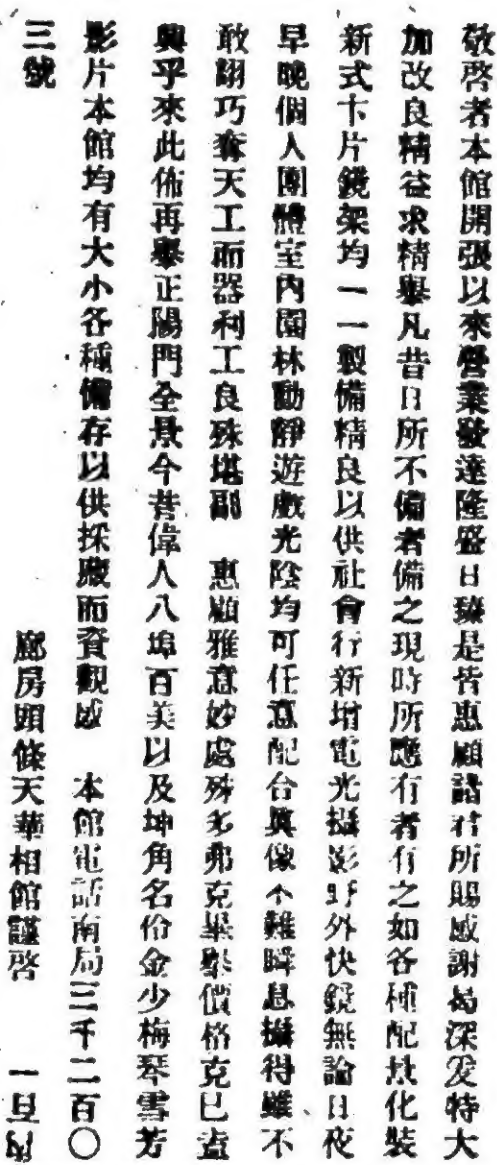 敬啓者本館開張以來營業發達隆盛日臻是皆惠顧諸君所賜感謝曷深爰特大
加改良精益求精舉凡昔日所不備者備之現時所應有者有之如各種配景化裝
新式卡片鏡架均一一製備精良以供社會行新增電光攝影野外快鏡無論日夜
早晚個人團體室內園林動靜遊戲光陰均可任意配合眞像不難瞬息攝得雖不
敢翻巧奪天工而器利工良殊堪副 惠顧雅意妙處殊多弗克畢舉價格克已盍
興乎來此佈再舉正陽門全景今昔偉人八埠百美以及坤角名伶金少梅琴雪芳
影片本館均有大小各種備存以供採購而資觀感 本館電話南局三千二百〇
三號 廊房頭條天華相館謹啓 一旦內